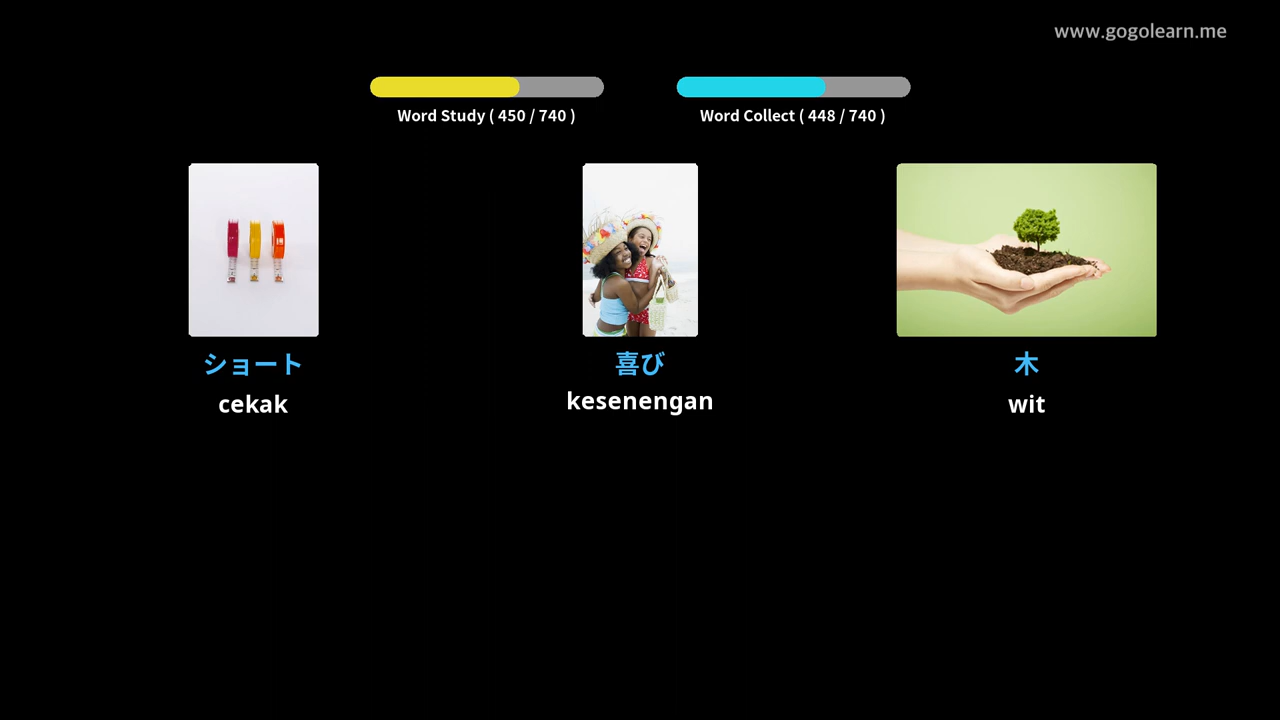 www.gogolearn.me
Word Study ( 450 / 740 )
Word Collect ( 448 / 740 )
ショート
cekak
喜び
kesenengan
木
wit